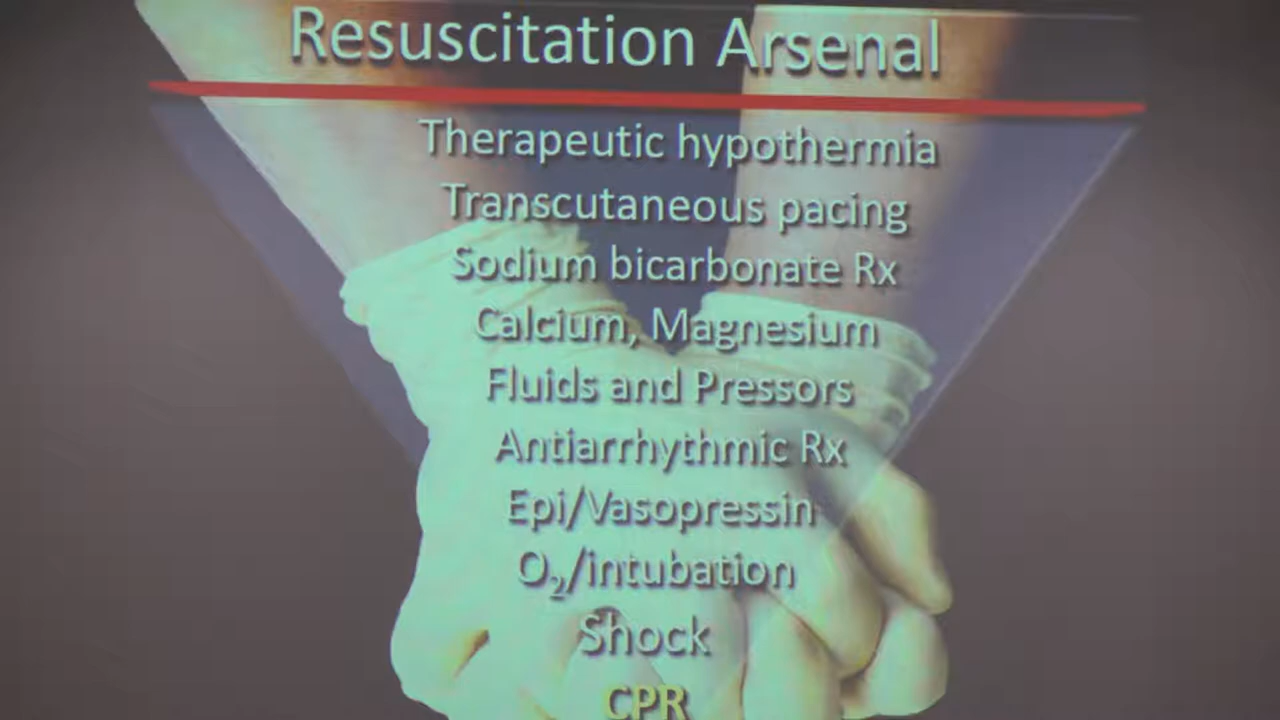 Resuscitation Arsenal
Therapeutic hypothermia
Transcutaneous pacing
Sodium bicarbonate Rx
Calcium, Magnesium
Fluids and Pressors
Antiarrhythmic Rx
Epi/Vasopressin
O₂/intubation
Shock
CPR